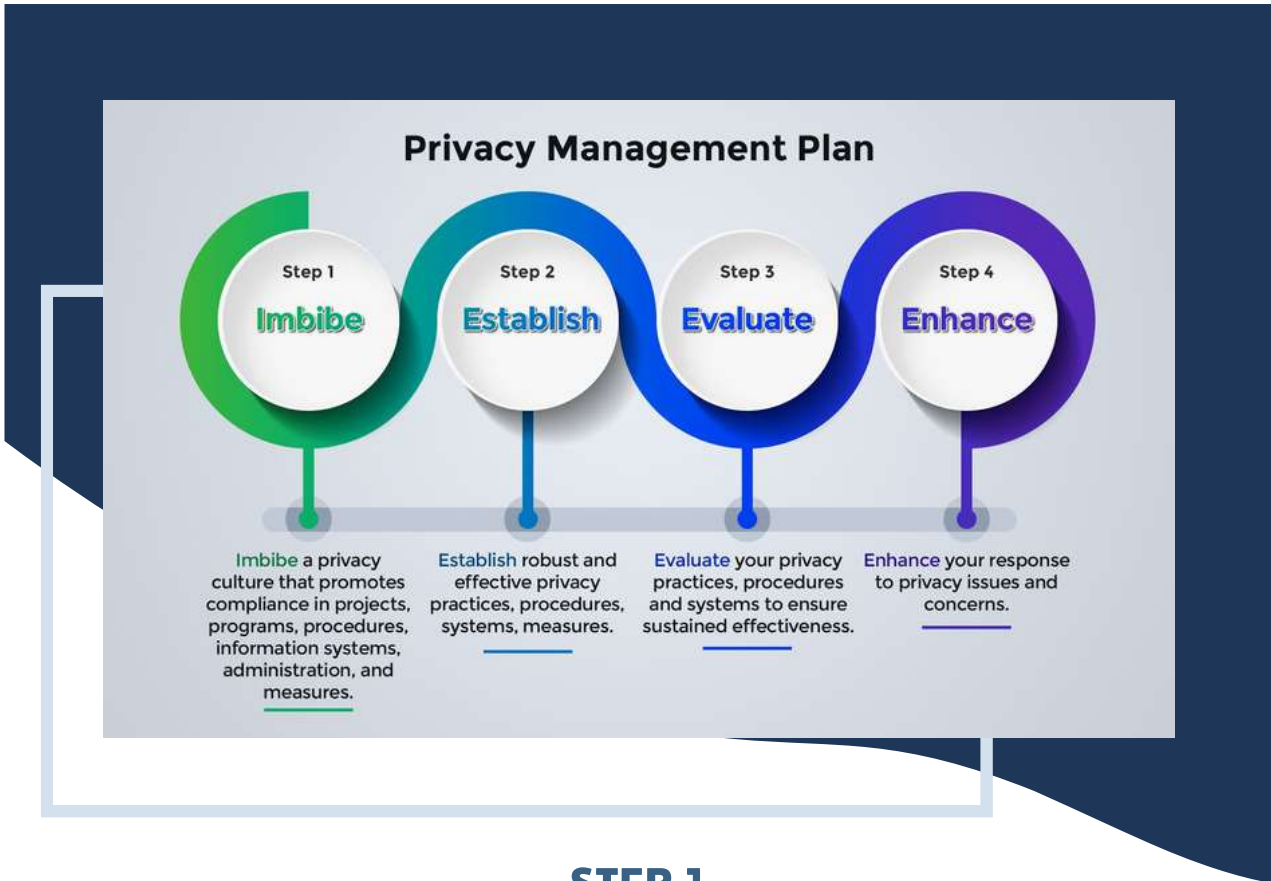 Privacy Management Plan
Step 1
Imbibe
Step 2
Establish
Step 3
Evaluate
Step 4
Enhance
Imbibe a privacy
culture that promotes
compliance in projects,
programs, procedures,
information systems,
administration, and
measures.
Establish robust and
effective privacy
practices, procedures,
systems, measures.
Evaluate your privacy
practices, procedures
and systems to ensure
sustained effectiveness.
Enhance your response
to privacy issues and
concerns.
STEP 1